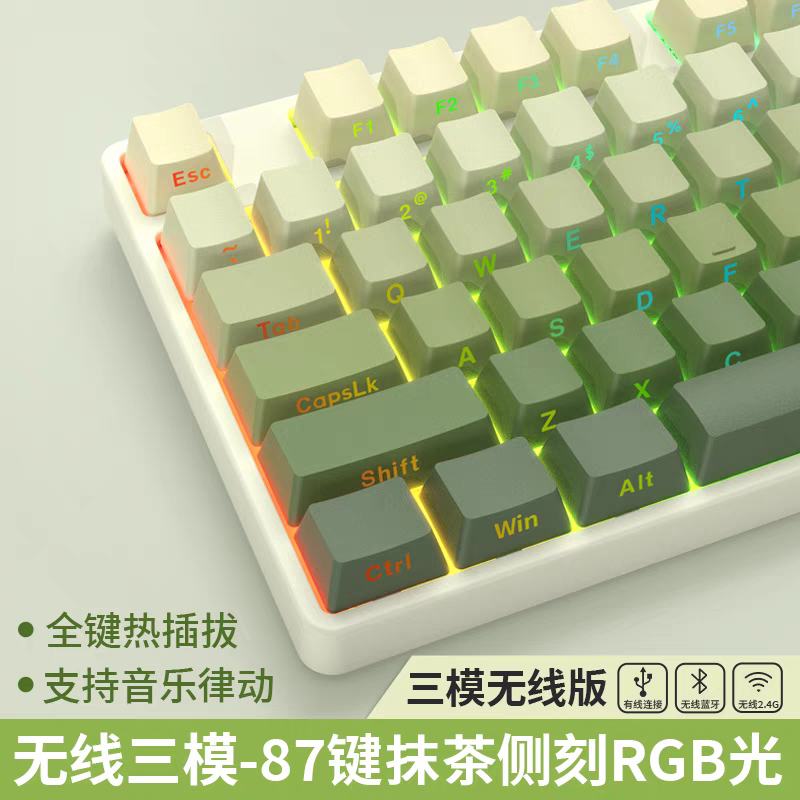 F1 F2 F3 F4 F5
Esc
~ 1! 2@ 3# 4$ 5% 6^
Tab Q W E R T
CapsLk A S D F
Shift Z X C
Ctrl Win Alt
全键热插拔
支持音乐律动
三模无线版
有线连接 无线蓝牙 无线2.4G
无线三模-87键抹茶侧刻RGB光